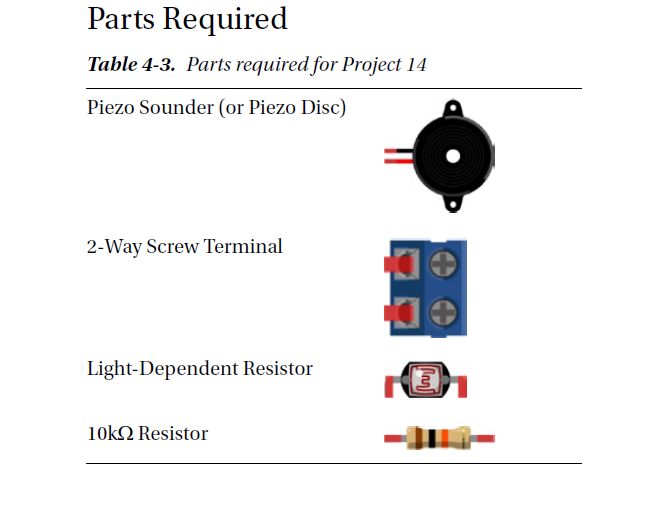 Parts Required
Table 4-3. Parts required for Project 14
Piezo Sounder (or Piezo Disc)
2-Way Screw Terminal
Light-Dependent Resistor
10kΩ Resistor